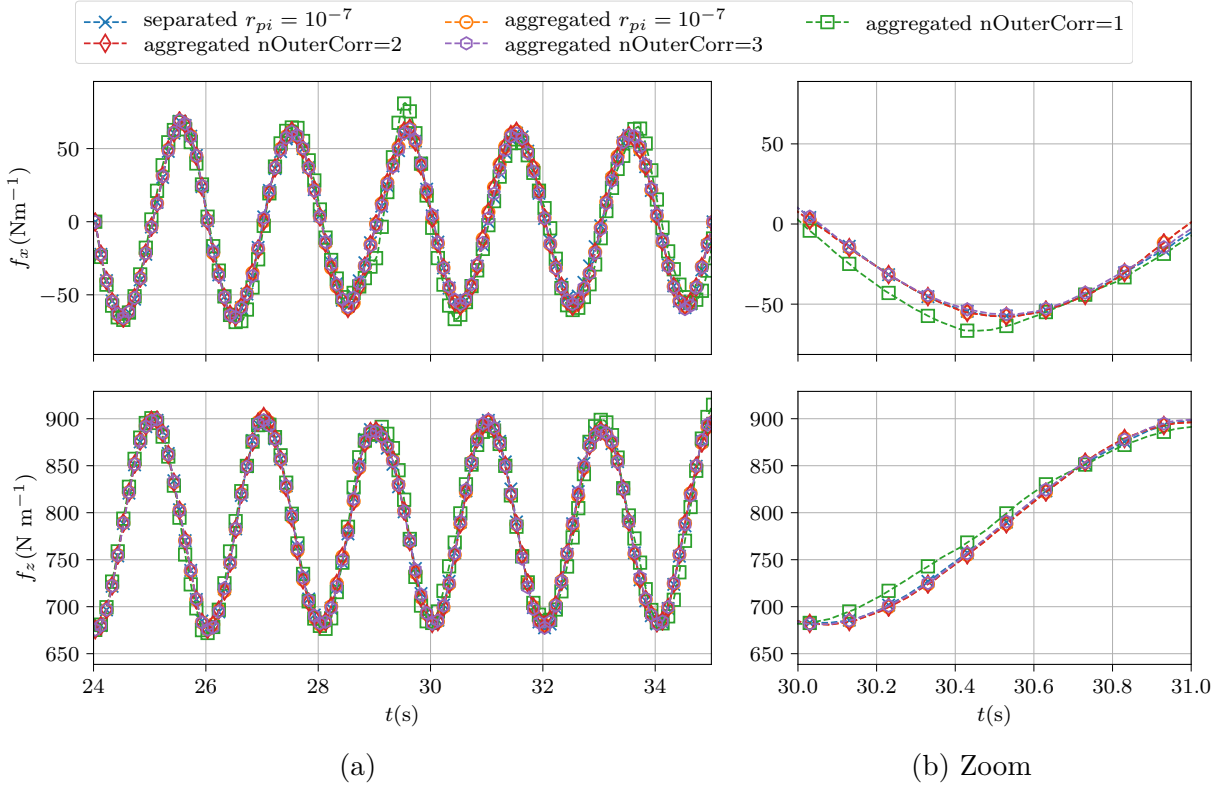 separated r_{pi} = 10^{-7} aggregated r_{pi} = 10^{-7} aggregated nOuterCorr=1
aggregated nOuterCorr=2 aggregated nOuterCorr=3
f_x(Nm^{-1})
50
0
−50
50
0
−50
f_z(N m^{-1})
900
850
800
750
700
650
24 26 28 30 32 34
t(s)
900
850
800
750
700
650
30.0 30.2 30.4 30.6 30.8 31.0
t(s)
(a) (b) Zoom